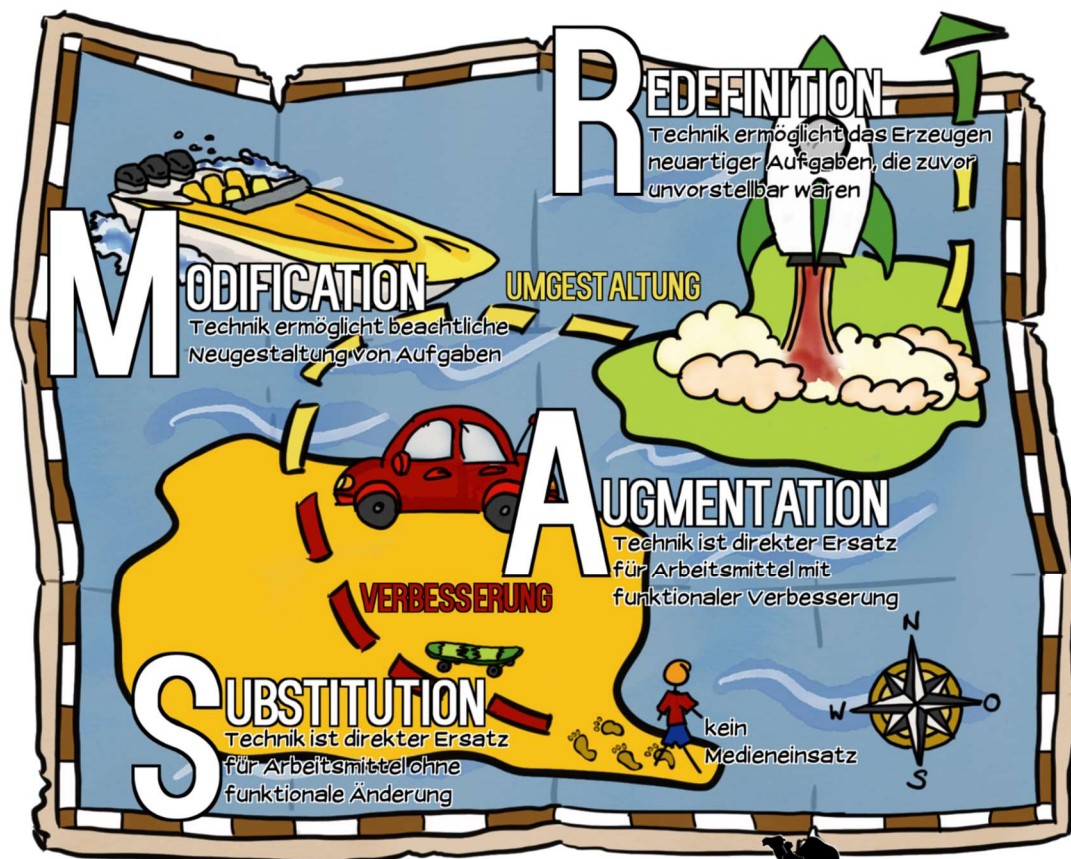 REDEFINITION
Technik ermöglicht das Erzeugen
neuartiger Aufgaben, die zuvor
unvorstellbar waren
MODIFICATION
Technik ermöglicht beachtliche
Neugestaltung von Aufgaben
UMGESTALTUNG
AUGMENTATION
Technik ist direkter Ersatz
für Arbeitsmittel mit
funktionaler Verbesserung
VERBESSERUNG
SUBSTITUTION
Technik ist direkter Ersatz
für Arbeitsmittel ohne
funktionale Änderung
kein
Medieneinsatz
N
W
O
S